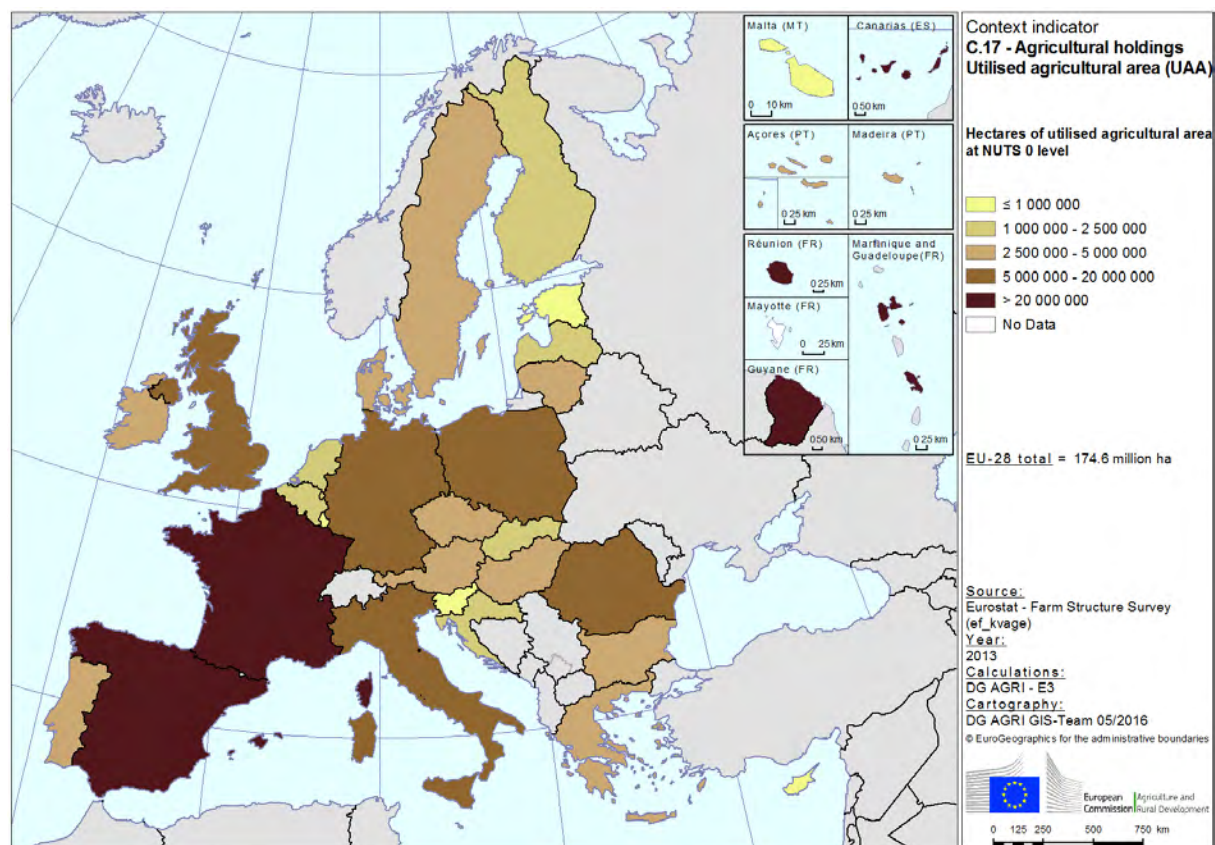 Malta (MT)
0 10 km
Canarias (ES)
0 50 km
Açores (PT)
0 25 km
Madeira (PT)
0 25 km
Réunion (FR)
0 25 km
Martinique and
Guadeloupe(FR)
0 25 km
Mayotte (FR)
0 25 km
Guyane (FR)
0 50 km
Context indicator
C.17 - Agricultural holdings
Utilised agricultural area (UAA)
Hectares of utilised agricultural area
at NUTS 0 level
≤ 1 000 000
1 000 000 - 2 500 000
2 500 000 - 5 000 000
5 000 000 - 20 000 000
> 20 000 000
No Data
EU-28 total = 174.6 million ha
Source:
Eurostat - Farm Structure Survey
(ef_kvage)
Year:
2013
Calculations:
DG AGRI - E3
Cartography:
DG AGRI GIS-Team 05/2016
© EuroGeographics for the administrative boundaries
European
Commission
Agriculture and
Rural Development
0 125 250 500 750 km